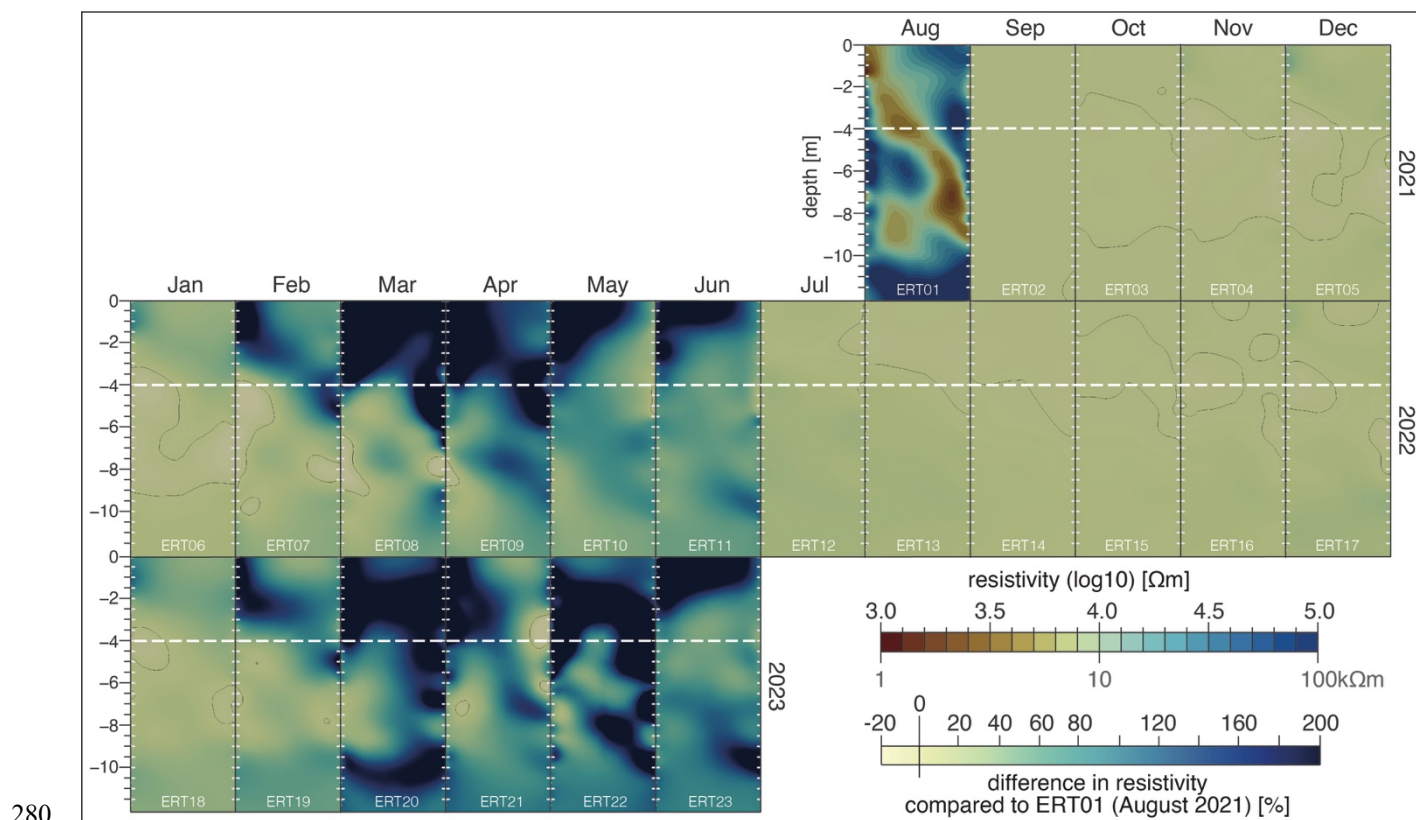 Aug Sep Oct Nov Dec
0
−2
−4
−6
−8
−10
depth [m]
2021
ERT01 ERT02 ERT03 ERT04 ERT05
Jan Feb Mar Apr May Jun Jul
0
−2
−4
−6
−8
−10
2022
ERT06 ERT07 ERT08 ERT09 ERT10 ERT11 ERT12 ERT13 ERT14 ERT15 ERT16 ERT17
0
−2
−4
−6
−8
−10
2023
ERT18 ERT19 ERT20 ERT21 ERT22 ERT23
resistivity (log10) [Ωm]
3.0 3.5 4.0 4.5 5.0
1 10 100kΩm
0
-20 20 40 60 80 120 160 200
difference in resistivity
compared to ERT01 (August 2021) [%]
280